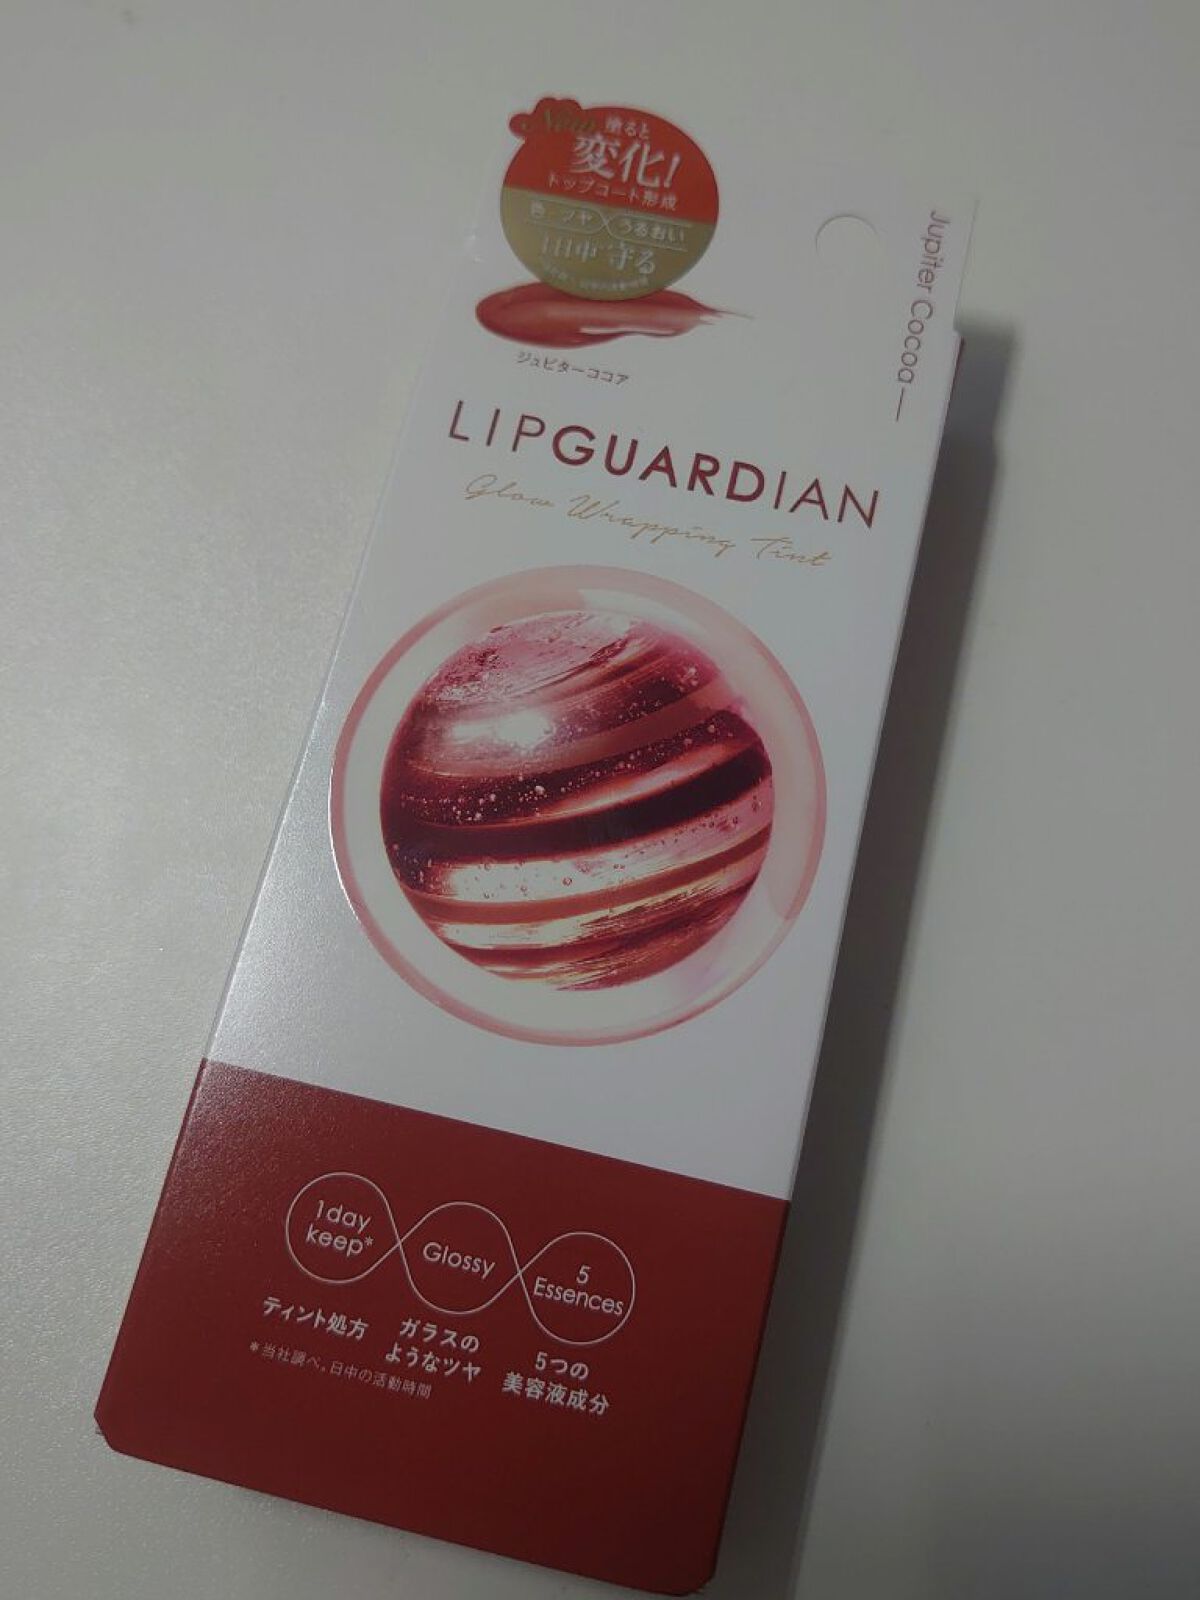 New
塗ると
変化!
トップコート形成
色・ツヤ うるおい
1日中*守る
Jupiter Cocoa
ジュピターココア
LIPGUARDIAN
Glow Wrapping Tint
1day keep*
Glossy
5 Essences
ティント処方
ガラスの
ようなツヤ
5つの
美容液成分
*当社調べ。日中の活動時間